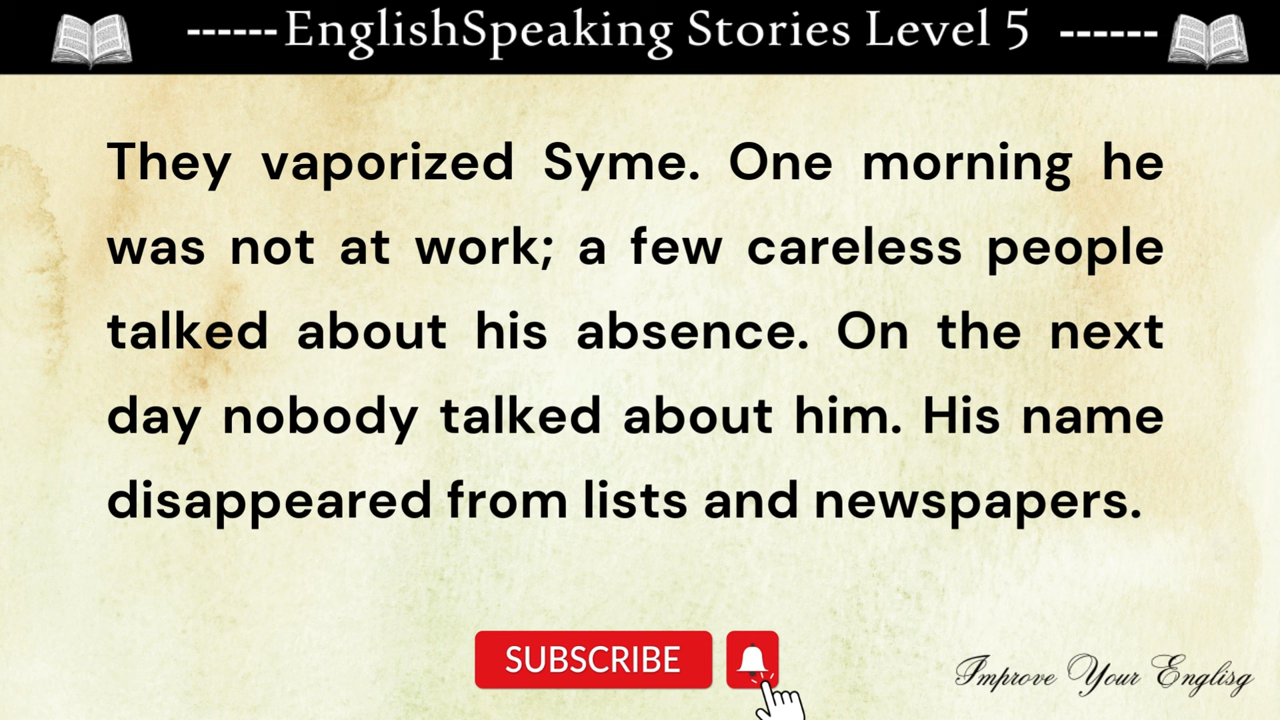 ------EnglishSpeaking Stories Level 5 ------
They vaporized Syme. One morning he
was not at work; a few careless people
talked about his absence. On the next
day nobody talked about him. His name
disappeared from lists and newspapers.
SUBSCRIBE
Improve Your Englisg